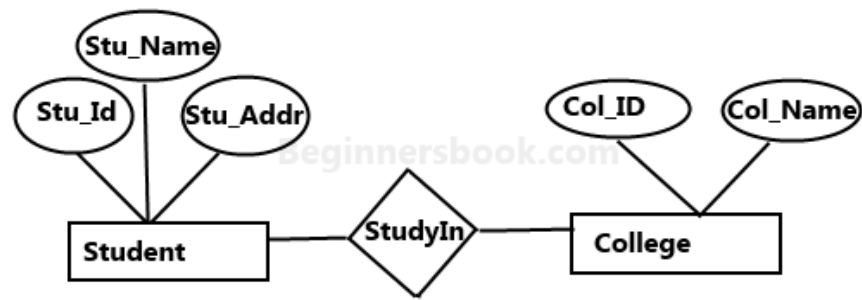 Stu_Name
Stu_Id
Stu_Addr
Col_ID
Col_Name
Beginnersbook.com
Student
StudyIn
College